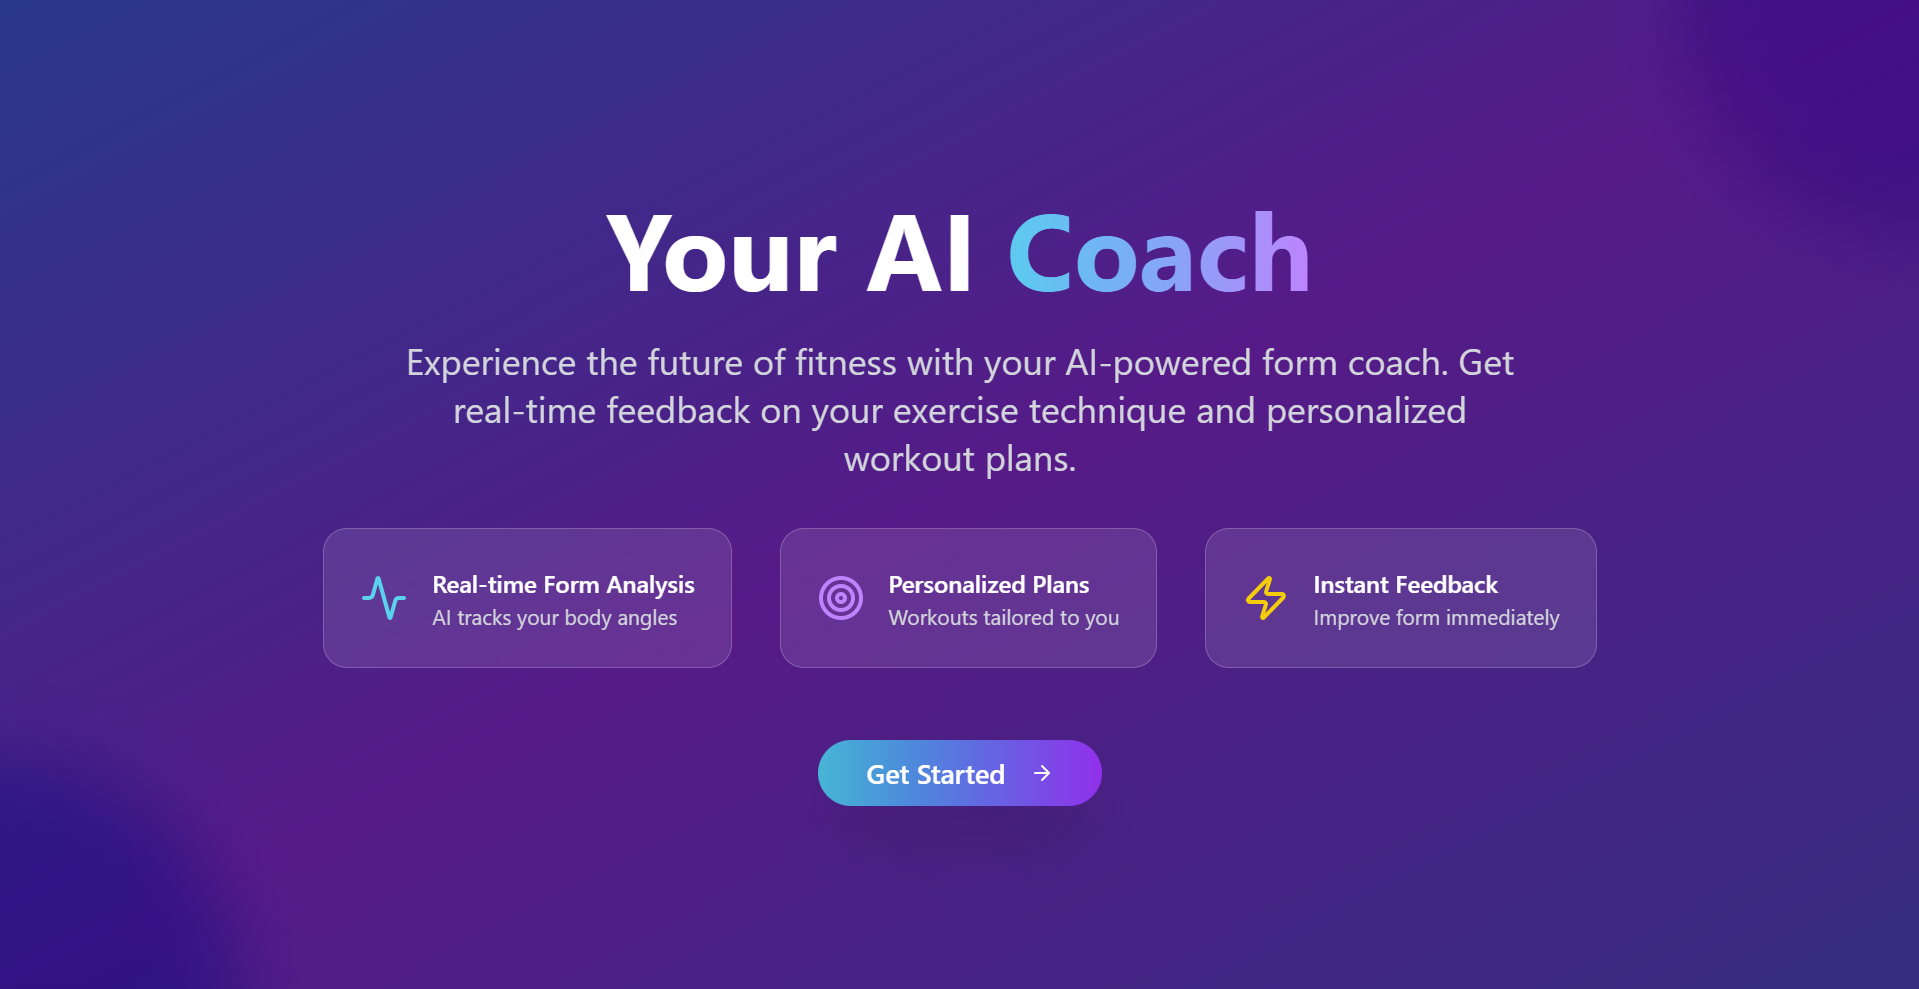 Your AI Coach
Experience the future of fitness with your AI-powered form coach. Get
real-time feedback on your exercise technique and personalized
workout plans.
Real-time Form Analysis
AI tracks your body angles
Personalized Plans
Workouts tailored to you
Instant Feedback
Improve form immediately
Get Started